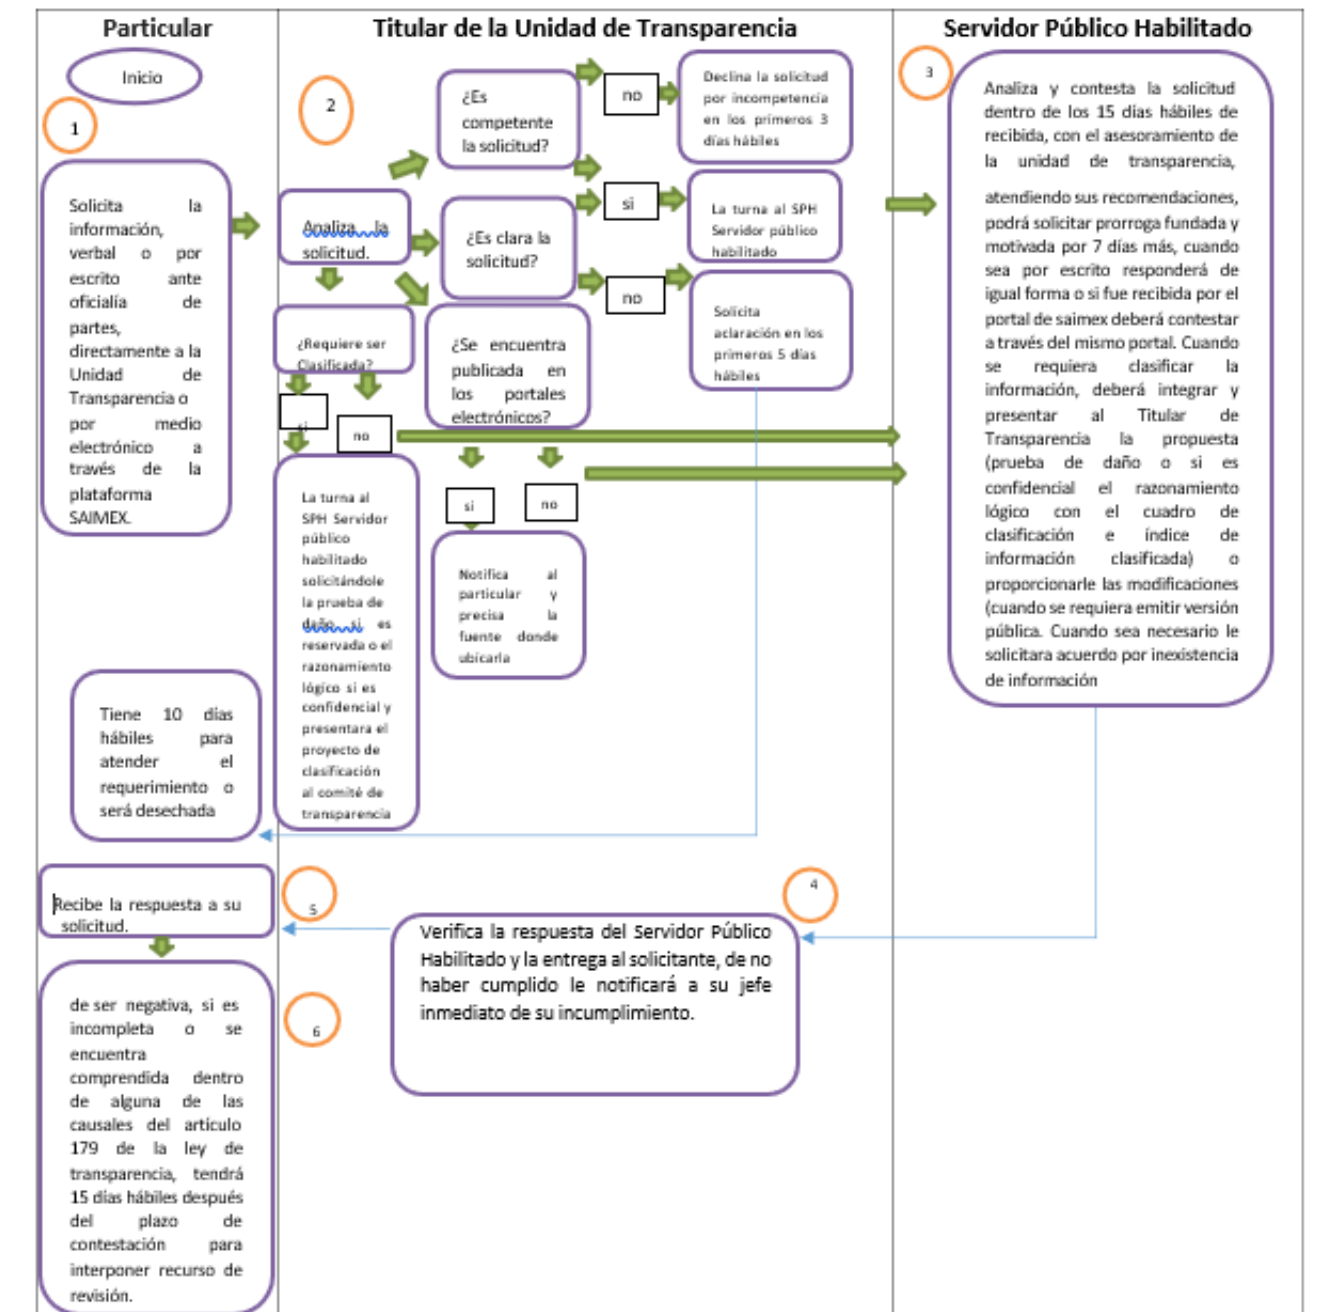 Particular
Titular de la Unidad de Transparencia
Servidor Público Habilitado
Inicio
1
Solicita la
información,
verbal o por
escrito ante
oficialía de
partes,
directamente a la
Unidad de
Transparencia o
por medio
electrónico a
través de la
plataforma
SAIMEX.
2
Analiza la
solicitud.
¿Es
competente
la solicitud?
no
Declina la solicitud
por incompetencia
en los primeros 3
días hábiles
¿Es clara la
solicitud?
si
La turna al SPH
Servidor público
habilitado
no
Solicita
aclaración en los
primeros 5 días
hábiles
¿Requiere ser
Clasificada?
si
no
¿Se encuentra
publicada en
los portales
electrónicos?
si
no
La turna al
SPH Servidor
público
habilitado
solicitándole
la prueba de
daño si es
reservada o el
razonamiento
lógico si es
confidencial y
presentara el
proyecto de
clasificación
al comité de
transparencia
Notifica al
particular y
precisa la
fuente donde
ubicarla
3
Analiza y contesta la solicitud
dentro de los 15 días hábiles de
recibida, con el asesoramiento de
la unidad de transparencia,
atendiendo sus recomendaciones,
podrá solicitar prorroga fundada y
motivada por 7 días más, cuando
sea por escrito responderá de
igual forma o si fue recibida por el
portal de saimex deberá contestar
a través del mismo portal. Cuando
se requiera clasificar la
información, deberá integrar y
presentar al Titular de
Transparencia la propuesta
(prueba de daño o si es
confidencial el razonamiento
lógico con el cuadro de
clasificación e índice de
información clasificada) o
proporcionarle las modificaciones
(cuando se requiera emitir versión
pública. Cuando sea necesario le
solicitara acuerdo por inexistencia
de información
Tiene 10 días
hábiles para
atender el
requerimiento o
será desechada
4
Verifica la respuesta del Servidor Público
Habilitado y la entrega al solicitante, de no
haber cumplido le notificará a su jefe
inmediato de su incumplimiento.
5
Recibe la respuesta a su
solicitud.
6
de ser negativa, si es
incompleta o se
encuentra
comprendida dentro
de alguna de las
causales del artículo
179 de la ley de
transparencia, tendrá
15 días hábiles después
del plazo de
contestación para
interponer recurso de
revisión.